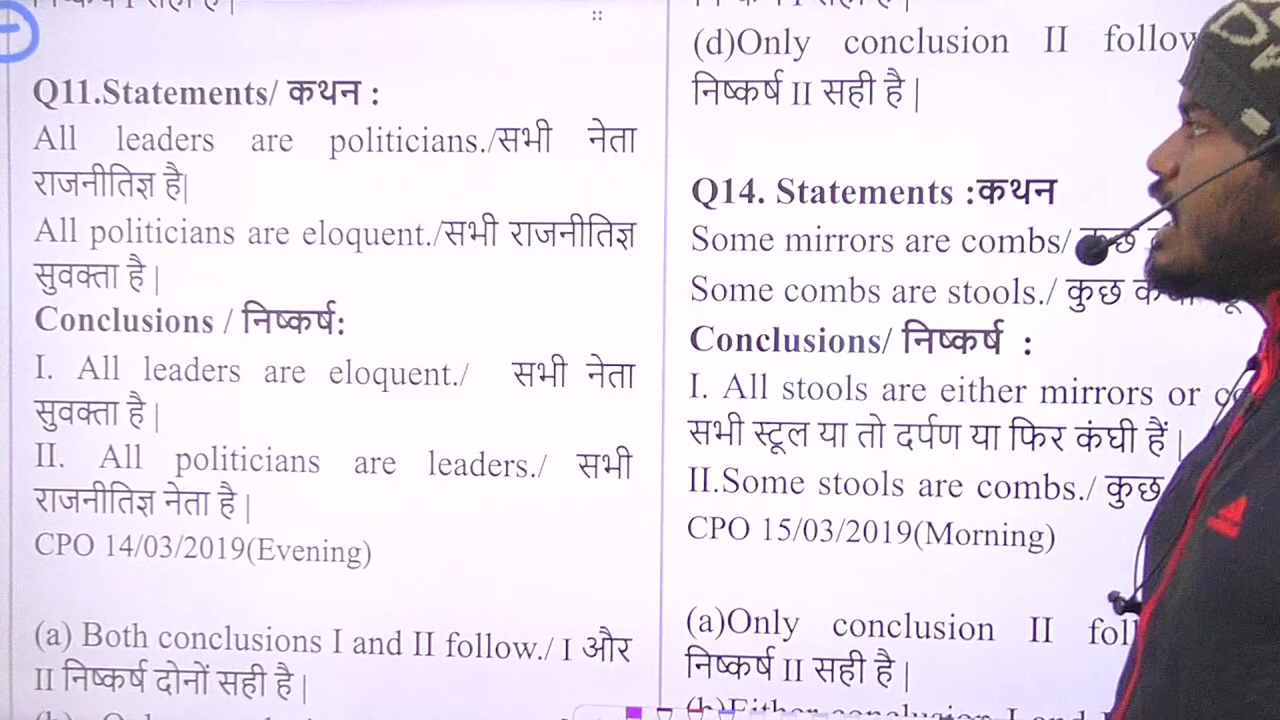 Q11.Statements/ कथन :
All leaders are politicians./सभी नेता
राजनीतिज्ञ है|
All politicians are eloquent./सभी राजनीतिज्ञ
सुवक्ता है |
Conclusions / निष्कर्ष:
I. All leaders are eloquent./ सभी नेता
सुवक्ता है |
II. All politicians are leaders./ सभी
राजनीतिज्ञ नेता है |
CPO 14/03/2019(Evening)
(a) Both conclusions I and II follow./ I और
II निष्कर्ष दोनों सही है |
(d)Only conclusion II
निष्कर्ष II सही है |
Q14. Statements :कथन
Some mirrors are combs/ कुछ
Some combs are stools./ कुछ
Conclusions/ निष्कर्ष :
I. All stools are either mirrors or
सभी स्टूल या तो दर्पण या फिर कंघी हैं |
II.Some stools are combs./ कुछ
CPO 15/03/2019(Morning)
(a)Only conclusion II
निष्कर्ष II सही है |
(b)Either conclusion I and